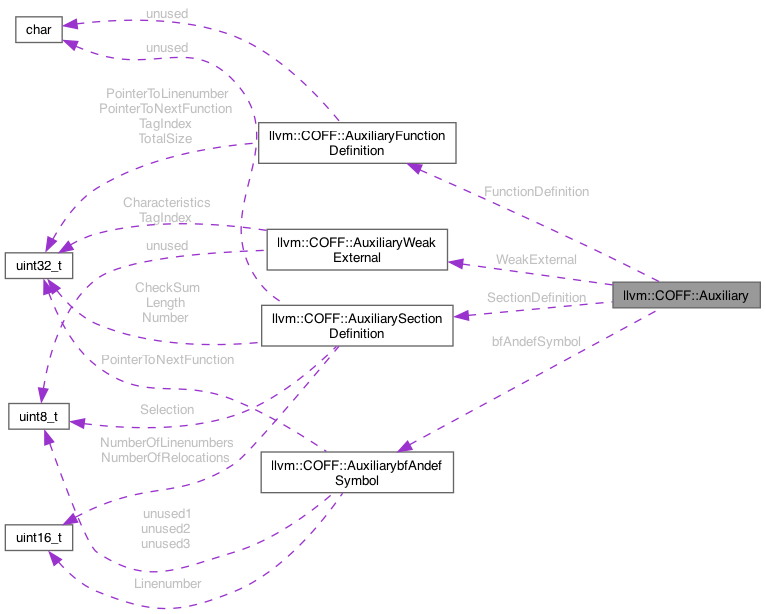 unused
char
unused
PointerToLinenumber
PointerToNextFunction
TagIndex
TotalSize
llvm::COFF::AuxiliaryFunction
Definition
FunctionDefinition
Characteristics
TagIndex
unused
llvm::COFF::AuxiliaryWeak
External
WeakExternal
uint32_t
CheckSum
Length
Number
llvm::COFF::AuxiliarySection
Definition
SectionDefinition
llvm::COFF::Auxiliary
bfAndefSymbol
PointerToNextFunction
uint8_t
Selection
NumberOfLinenumbers
NumberOfRelocations
llvm::COFF::AuxiliarybfAndef
Symbol
unused1
unused2
unused3
uint16_t
Linenumber